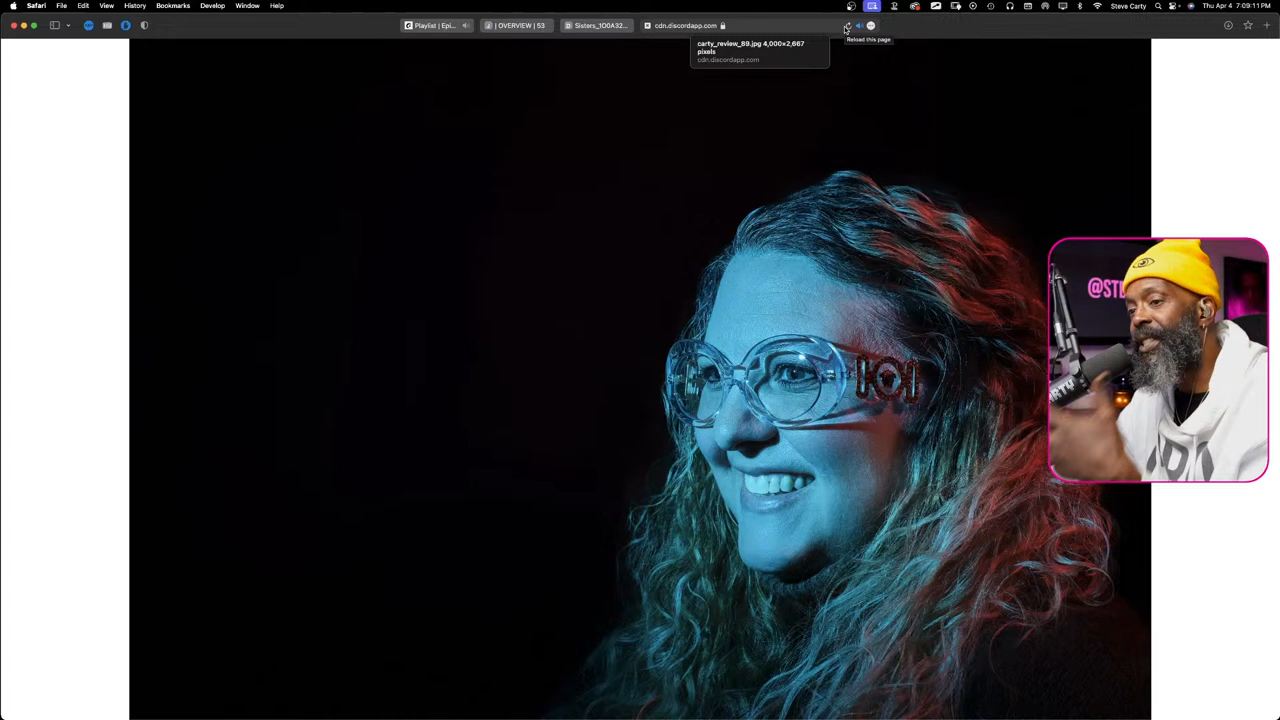 Safari File Edit View History Bookmarks Develop Window Help
Steve Carty Thu Apr 4 7:09:11 PM
Playlist | Epi...
| OVERVIEW | 53
Sisters_100A32...
cdn.discordapp.com
Reload this page
carty_review_89.jpg 4,000×2,667
pixels
cdn.discordapp.com
@STE